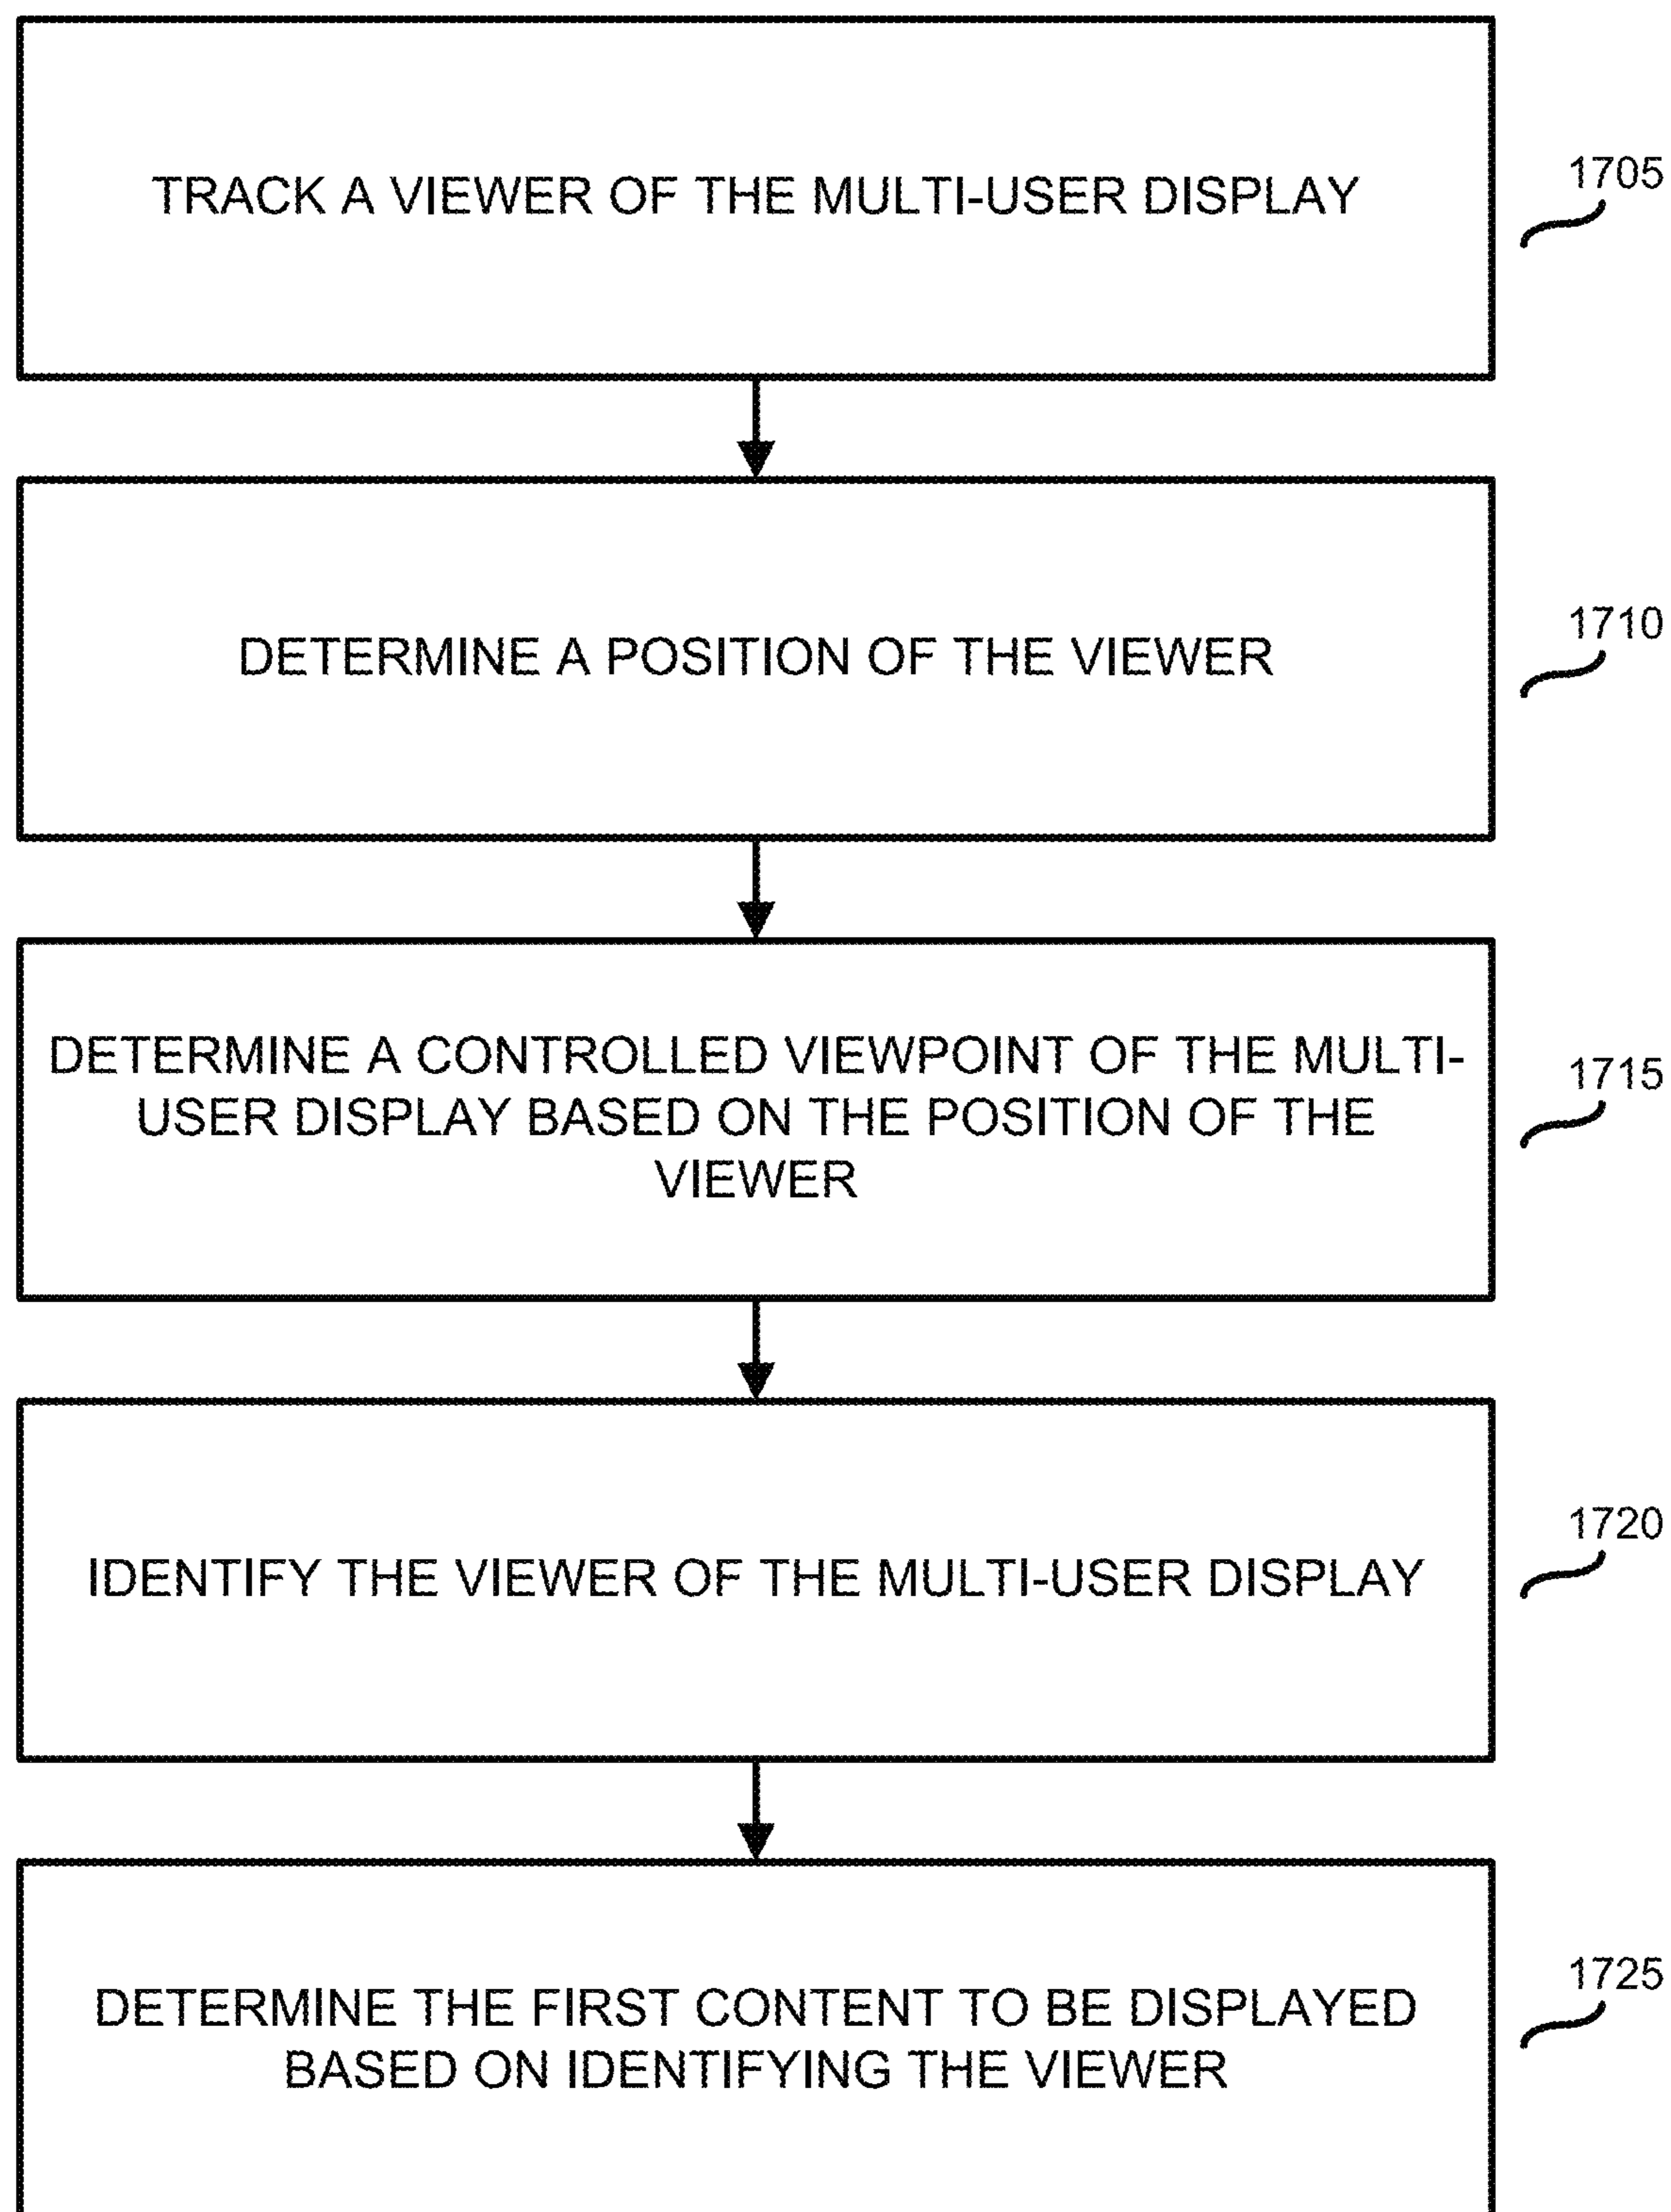 TRACK A VIEWER OF THE MULTI-USER DISPLAY
1705
DETERMINE A POSITION OF THE VIEWER
1710
DETERMINE A CONTROLLED VIEWPOINT OF THE MULTI-
USER DISPLAY BASED ON THE POSITION OF THE
VIEWER
1715
IDENTIFY THE VIEWER OF THE MULTI-USER DISPLAY
1720
DETERMINE THE FIRST CONTENT TO BE DISPLAYED
BASED ON IDENTIFYING THE VIEWER
1725